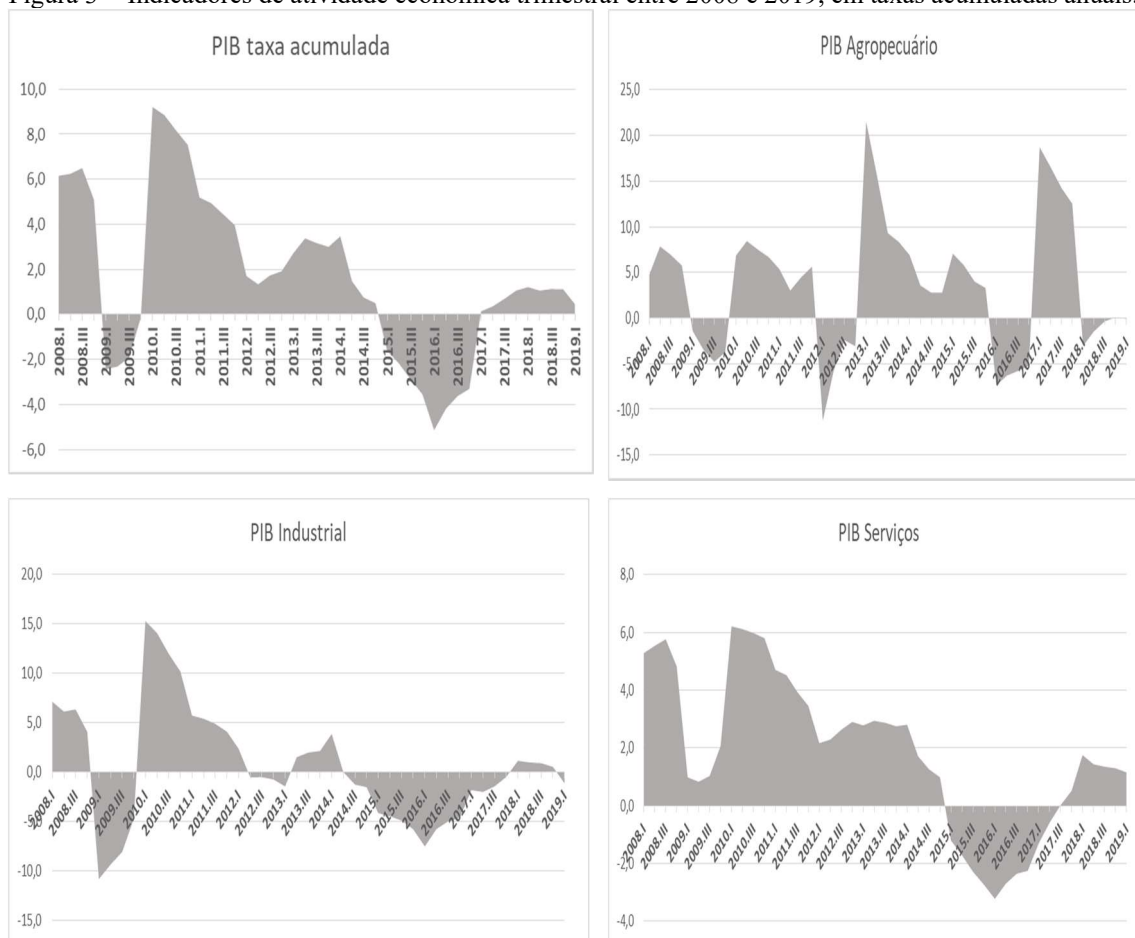 Figura 3 – Indicadores de atividade econômica trimestral entre 2008 e 2019, em taxas acumuladas anuais.
PIB taxa acumulada
10,0
8,0
6,0
4,0
2,0
0,0
-2,0
-4,0
-6,0
2008.I
2008.III
2009.I
2009.III
2010.I
2010.III
2011.I
2011.III
2012.I
2012.III
2013.I
2013.III
2014.I
2014.III
2015.I
2015.III
2016.I
2016.III
2017.I
2017.III
2018.I
2018.III
2019.I
PIB Agropecuário
25,0
20,0
15,0
10,0
5,0
0,0
-5,0
-10,0
-15,0
2008.I
2008.III
2009.I
2009.III
2010.I
2010.III
2011.I
2011.III
2012.I
2012.III
2013.I
2013.III
2014.I
2014.III
2015.I
2015.III
2016.I
2016.III
2017.I
2017.III
2018.I
2018.III
2019.I
PIB Industrial
20,0
15,0
10,0
5,0
0,0
-5,0
-10,0
-15,0
2008.I
2008.III
2009.I
2009.III
2010.I
2010.III
2011.I
2011.III
2012.I
2012.III
2013.I
2013.III
2014.I
2014.III
2015.I
2015.III
2016.I
2016.III
2017.I
2017.III
2018.I
2018.III
2019.I
PIB Serviços
8,0
6,0
4,0
2,0
0,0
-2,0
-4,0
2008.I
2008.III
2009.I
2009.III
2010.I
2010.III
2011.I
2011.III
2012.I
2012.III
2013.I
2013.III
2014.I
2014.III
2015.I
2015.III
2016.I
2016.III
2017.I
2017.III
2018.I
2018.III
2019.I